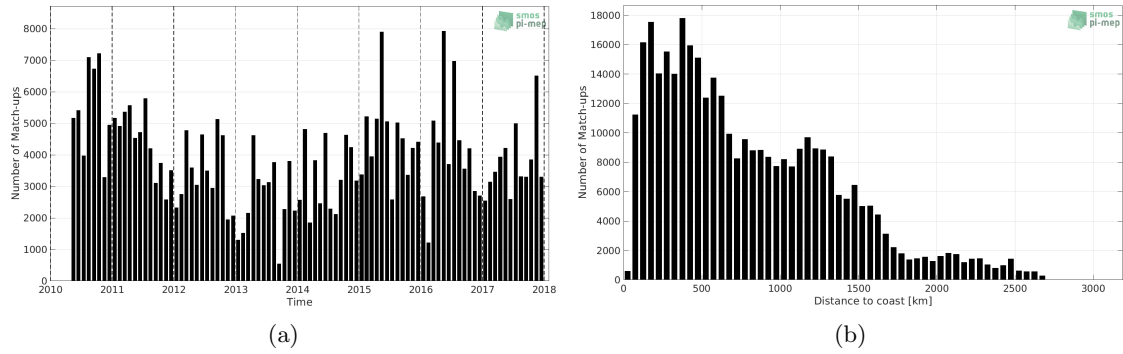 smos
pi-mep
8000
7000
6000
5000
4000
3000
2000
1000
0
Number of Match-ups
2010 2011 2012 2013 2014 2015 2016 2017 2018
Time
(a)
smos
pi-mep
18000
16000
14000
12000
10000
8000
6000
4000
2000
0
Number of Match-ups
0 500 1000 1500 2000 2500 3000
Distance to coast [km]
(b)